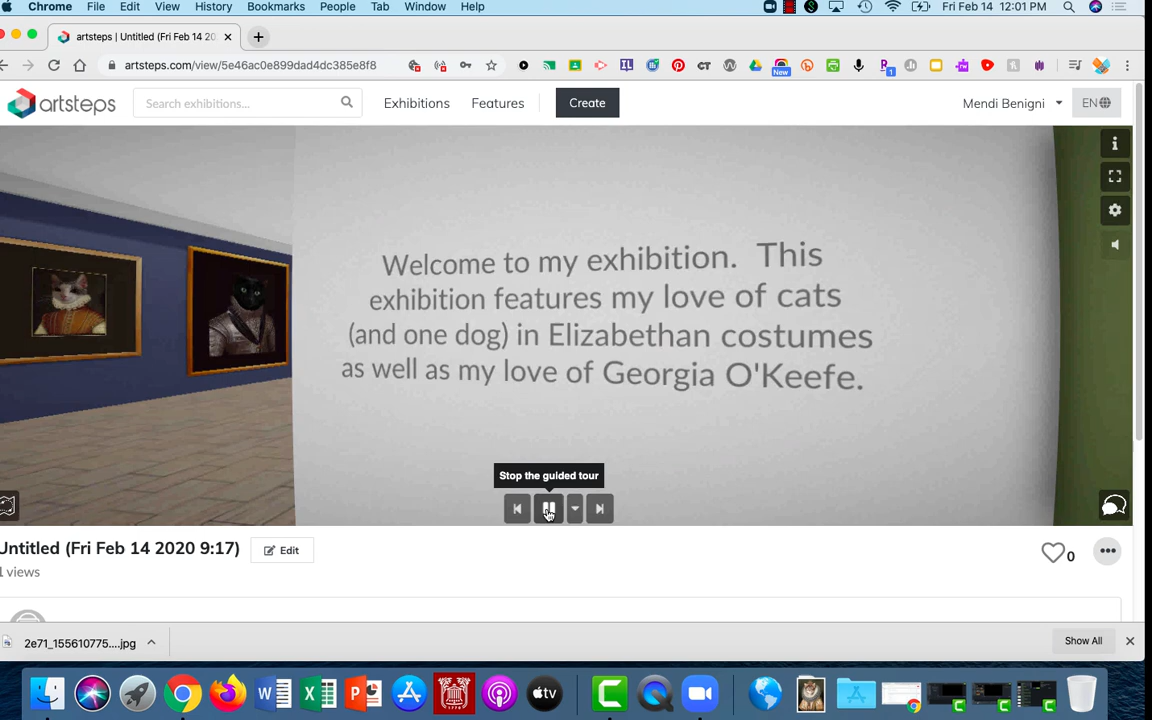 Chrome File Edit View History Bookmarks People Tab Window Help Fri Feb 14 12:01 PM
artsteps | Untitled (Fri Feb 14 20
artsteps.com/view/5e46ac0e899dad4dc385e8f8
New
1
artsteps Search exhibitions... Exhibitions Features Create Mendi Benigni EN
Welcome to my exhibition. This
exhibition features my love of cats
(and one dog) in Elizabethan costumes
as well as my love of Georgia O'Keefe.
Stop the guided tour
Untitled (Fri Feb 14 2020 9:17) Edit 0
1 views
2e71_155610775....jpg Show All
tv